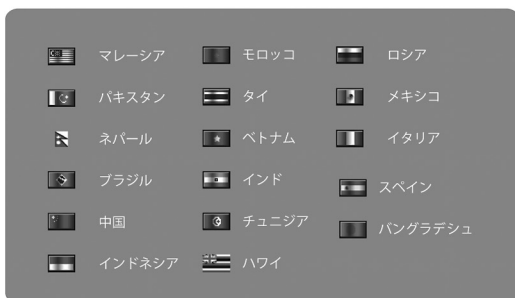 マレーシア
パキスタン
ネパール
ブラジル
中国
インドネシア
モロッコ
タイ
ベトナム
インド
チュニジア
ハワイ
ロシア
メキシコ
イタリア
スペイン
バングラデシュ